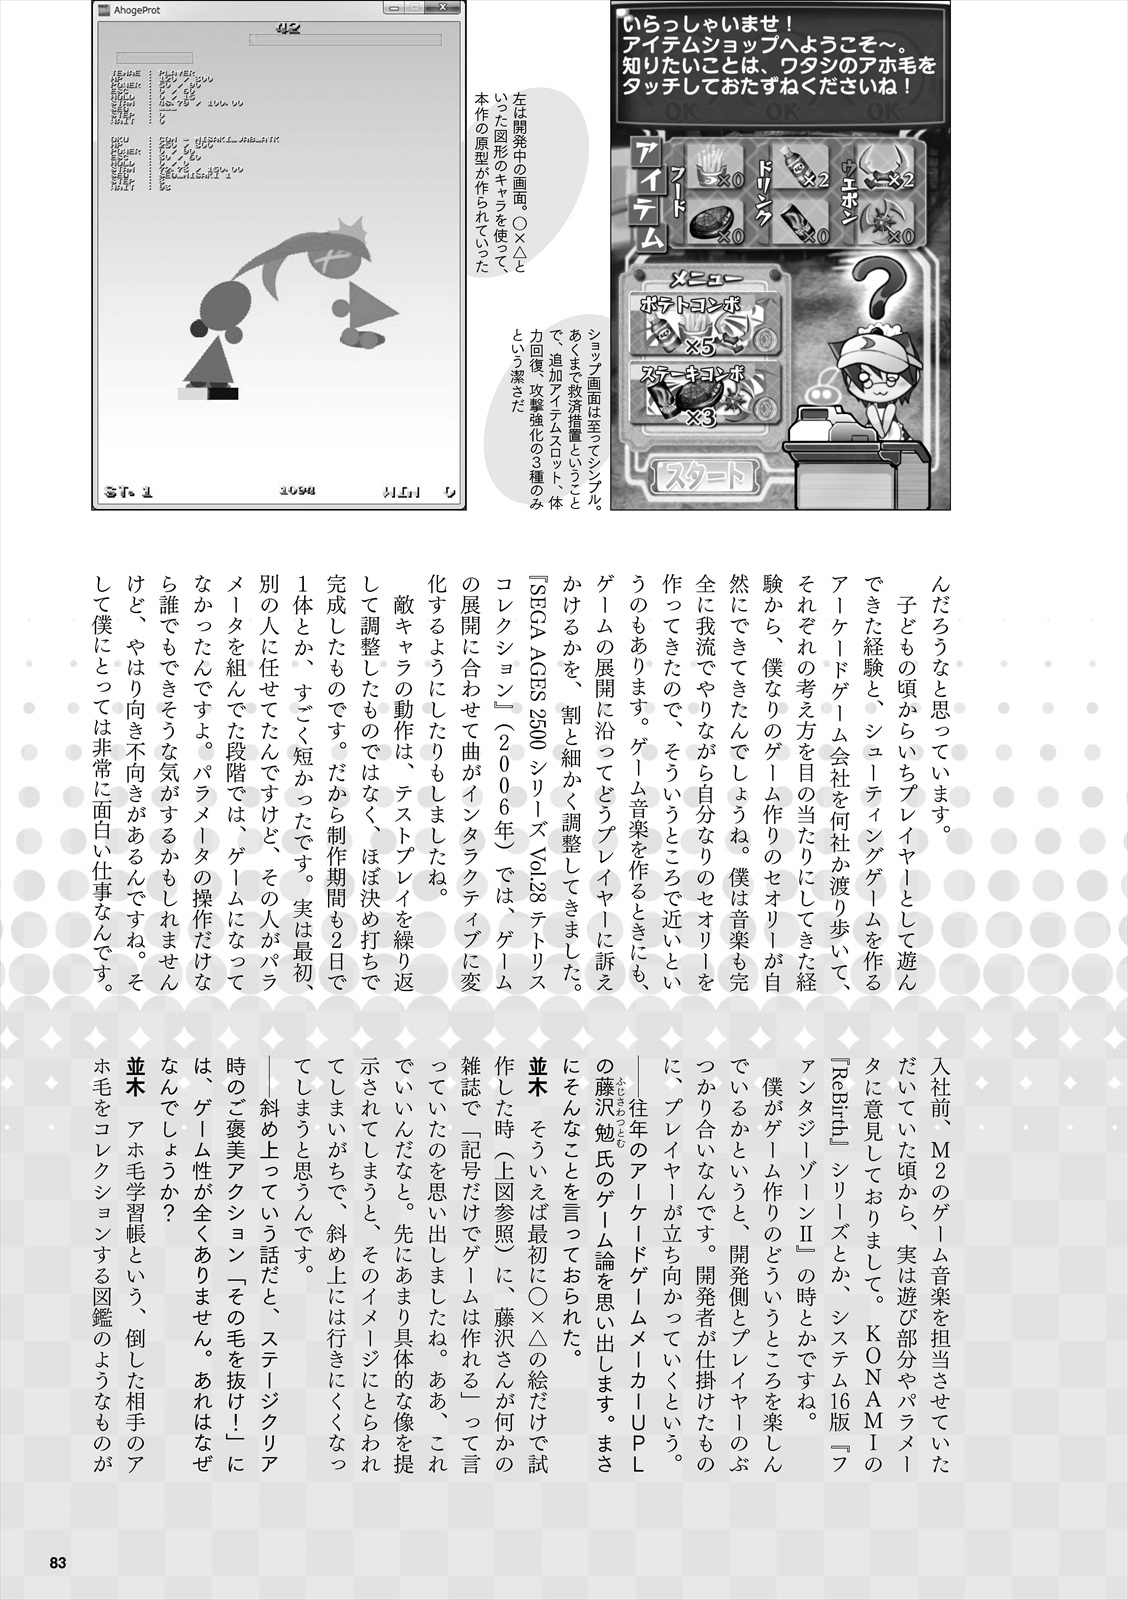 いらっしゃいませ！
アイテムショップへようこそ〜。
知りたいことは、ワタシのアホ毛を
タッチしておたずねくださいね！
OK
OK
アイテム
フード
×0
×0
ドリンク
×2
×0
ウエポン
×2
×0
メニュー
ポテトコンボ
×5
ステーキコンボ
×3
スタート
ショップ画面は至ってシンプル。
あくまで救済措置ということ
で、追加アイテムスロット、体
力回復、攻撃強化の３種のみ
という潔さだ
左は開発中の画面。○×△と
いった図形のキャラを使って、
本作の原型が作られていった
AhogeProt
42
ST. 1
1094
WIN 0
んだろうなと思っています。
　子どもの頃からいちプレイヤーとして遊ん
できた経験と、シューティングゲームを作る
アーケードゲーム会社を何社か渡り歩いて、
それぞれの考え方を目の当たりにしてきた経
験から、僕なりのゲーム作りのセオリーが自
然にできてきたんでしょうね。僕は音楽も完
全に我流でやりながら自分なりのセオリーを
作ってきたので、そういうところで近いとい
うのもあります。ゲーム音楽を作るときにも、
ゲームの展開に沿ってどうプレイヤーに訴え
かけるかを、割と細かく調整してきました。
『SEGA AGES 2500 シリーズ Vol.28 テトリス
コレクション』（２００６年）では、ゲーム
の展開に合わせて曲がインタラクティブに変
化するようにしたりもしましたね。
　敵キャラの動作は、テストプレイを繰り返
して調整したものではなく、ほぼ決め打ちで
完成したものです。だから制作期間も２日で
１体とか、すごく短かったです。実は最初、
別の人に任せてたんですけど、その人がパラ
メータを組んでた段階では、ゲームになって
なかったんですよ。パラメータの操作だけな
ら誰でもできそうな気がするかもしれません
けど、やはり向き不向きがあるんですね。そ
して僕にとっては非常に面白い仕事なんです。
入社前、Ｍ２のゲーム音楽を担当させていた
だいていた頃から、実は遊び部分やパラメー
タに意見しておりまして。ＫＯＮＡＭＩの
『ReBirth』シリーズとか、システム16版『フ
ァンタジーゾーンⅡ』の時とかですね。
　僕がゲーム作りのどういうところを楽しん
でいるかというと、開発側とプレイヤーのぶ
つかり合いなんです。開発者が仕掛けたもの
に、プレイヤーが立ち向かっていくという。
――往年のアーケードゲームメーカーＵＰＬ
の藤沢勉氏のゲーム論を思い出します。まさ
ふじさわつとむ
にそんなことを言っておられた。
並木　そういえば最初に○×△の絵だけで試
作した時（上図参照）に、藤沢さんが何かの
雑誌で「記号だけでゲームは作れる」って言
っていたのを思い出しましたね。ああ、これ
でいいんだなと。先にあまり具体的な像を提
示されてしまうと、そのイメージにとらわれ
てしまいがちで、斜め上には行きにくくなっ
てしまうと思うんです。
――斜め上っていう話だと、ステージクリア
時のご褒美アクション「その毛を抜け！」に
は、ゲーム性が全くありません。あれはなぜ
なんでしょうか？
並木　アホ毛学習帳という、倒した相手のア
ホ毛をコレクションする図鑑のようなものが
83